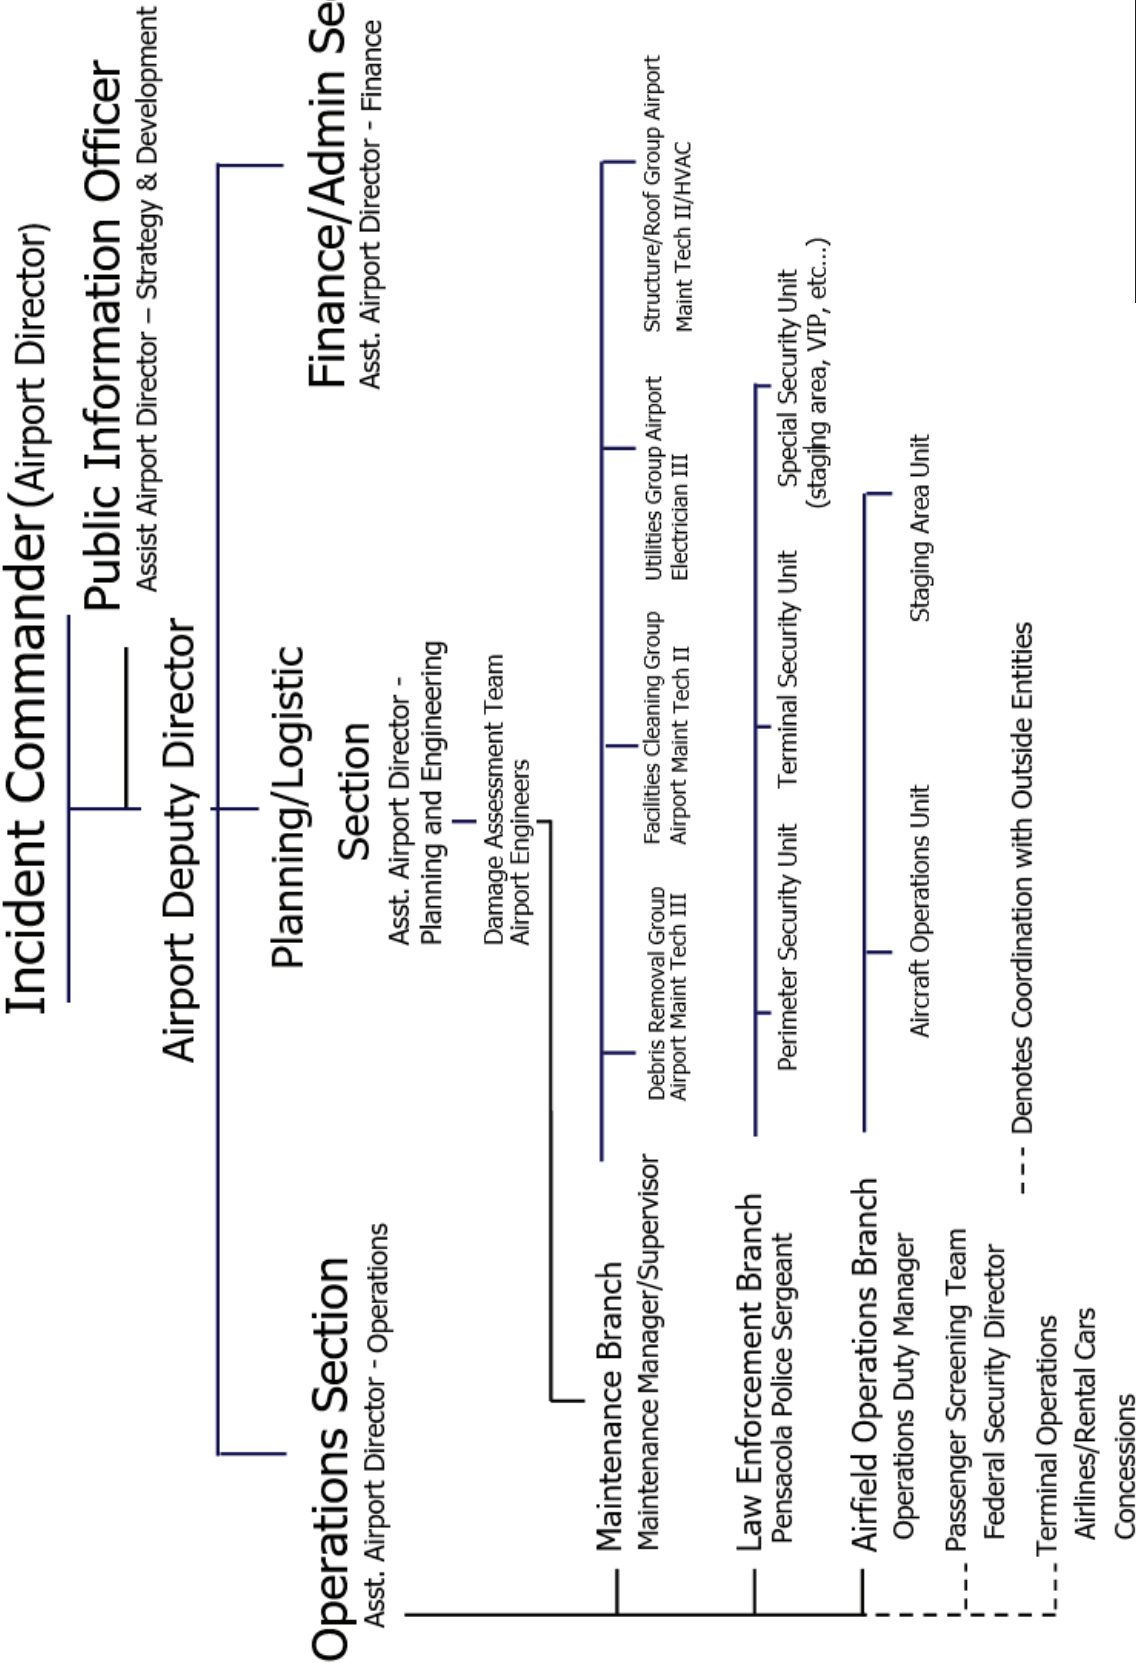 Incident Commander (Airport Director)
Public Information Officer
Assist Airport Director – Strategy & Development
Airport Deputy Director
Operations Section
Asst. Airport Director - Operations
Planning/Logistic
Section
Asst. Airport Director -
Planning and Engineering
Damage Assessment Team
Airport Engineers
Finance/Admin Se
Asst. Airport Director - Finance
Maintenance Branch
Maintenance Manager/Supervisor
Debris Removal Group
Airport Maint Tech III
Facilities Cleaning Group
Airport Maint Tech II
Utilities Group Airport
Electrician III
Structure/Roof Group Airport
Maint Tech II/HVAC
Law Enforcement Branch
Pensacola Police Sergeant
Perimeter Security Unit
Terminal Security Unit
Special Security Unit
(staging area, VIP, etc...)
Airfield Operations Branch
Operations Duty Manager
Aircraft Operations Unit
Staging Area Unit
Passenger Screening Team
Federal Security Director
Terminal Operations
Airlines/Rental Cars
Concessions
--- Denotes Coordination with Outside Entities